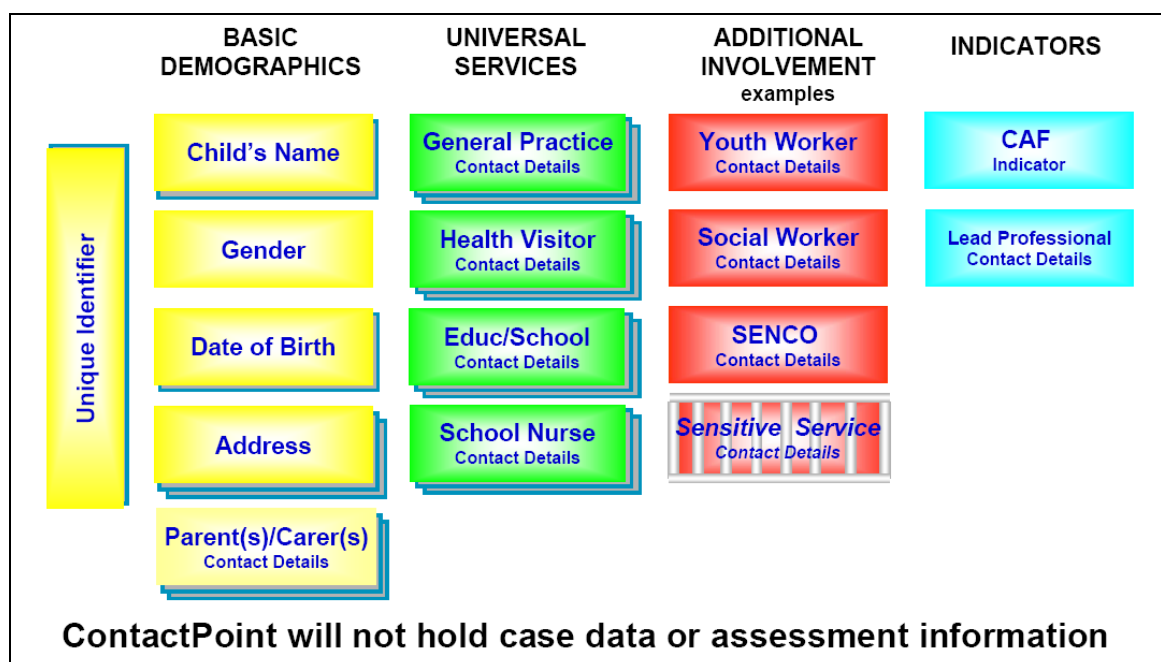 BASIC
DEMOGRAPHICS
UNIVERSAL
SERVICES
ADDITIONAL
INVOLVEMENT
examples
INDICATORS
Unique Identifier
Child's Name
Gender
Date of Birth
Address
Parent(s)/Carer(s)
Contact Details
General Practice
Contact Details
Health Visitor
Contact Details
Educ/School
Contact Details
School Nurse
Contact Details
Youth Worker
Contact Details
Social Worker
Contact Details
SENCO
Contact Details
Sensitive Service
Contact Details
CAF
Indicator
Lead Professional
Contact Details
ContactPoint will not hold case data or assessment information